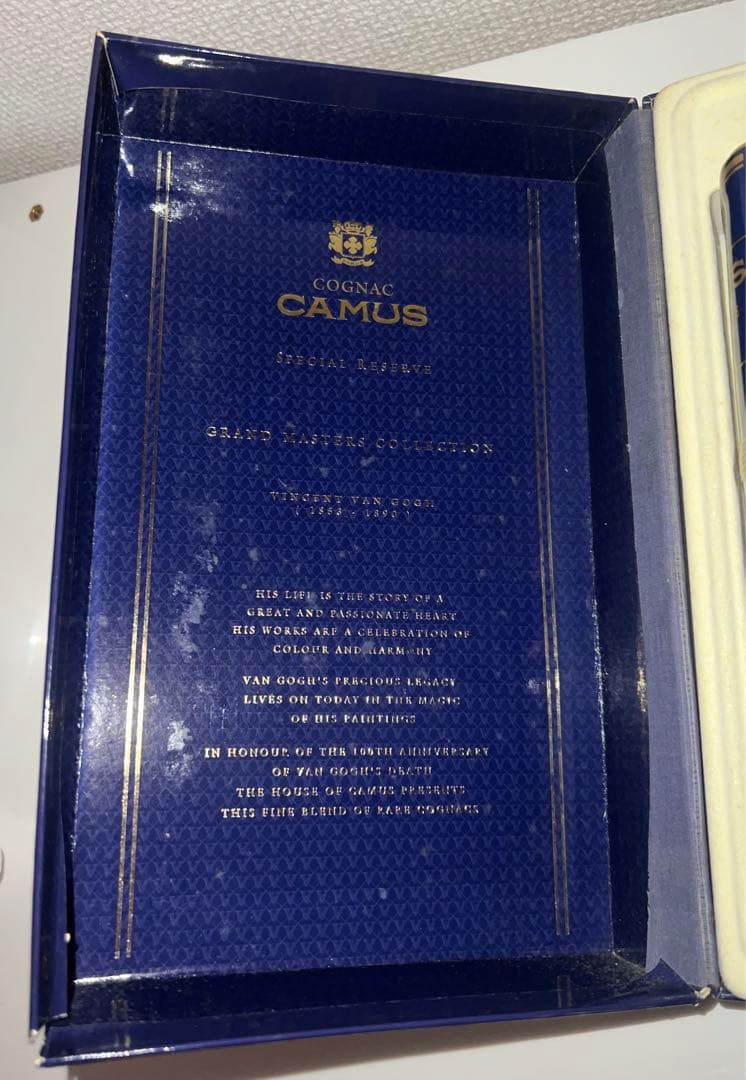 COGNAC
CAMUS
SPECIAL RESERVE
GRAND MASTERS COLLECTION
VINCENT VAN GOGH
( 1853 - 1890 )
HIS LIFE IS THE STORY OF A
GREAT AND PASSIONATE HEART
HIS WORKS ARE A CELEBRATION OF
COLOUR AND HARMONY
VAN GOGH'S PRECIOUS LEGACY
LIVES ON TODAY IN THE MAGIC
OF HIS PAINTINGS
IN HONOUR OF THE 100TH ANNIVERSARY
OF VAN GOGH'S DEATH
THE HOUSE OF CAMUS PRESENTS
THIS FINE BLEND OF RARE COGNACS